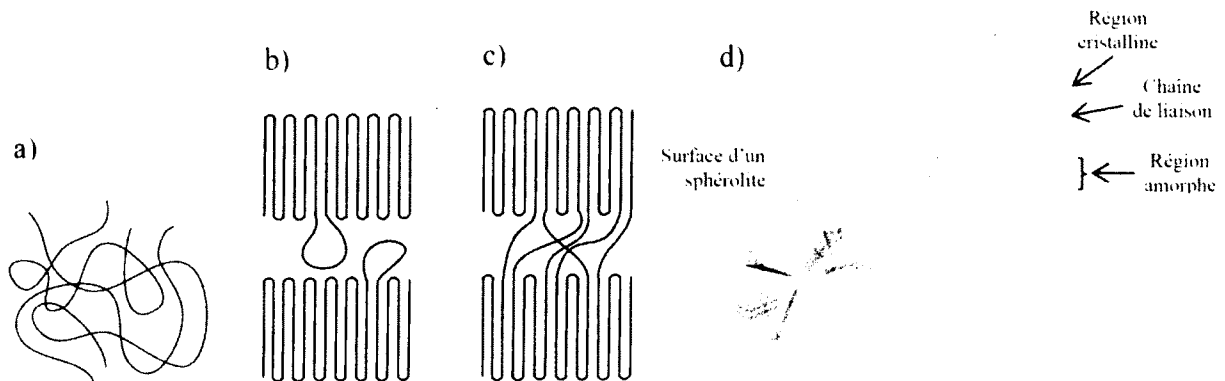 a)
b)
c)
d)
Surface d'un
sphérolite
Région
cristalline
Chaîne
de liaison
Région
amorphe